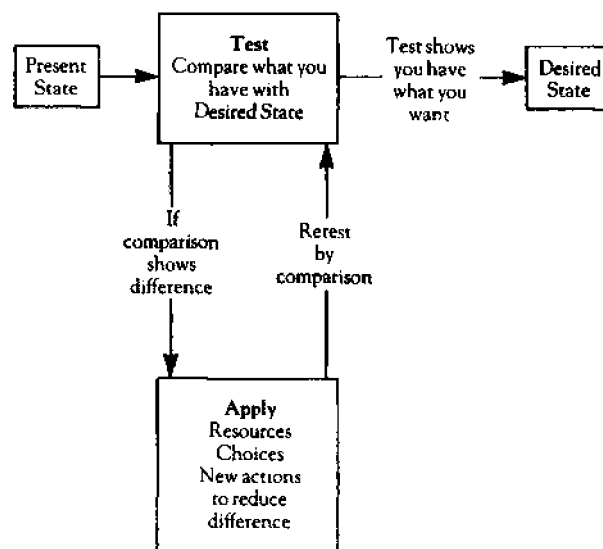 Present
State
Test
Compare what you
have with
Desired State
Test shows
you have
what you
want
Desired
State
If
comparison
shows
difference
Retest
by
comparison
Apply
Resources
Choices
New actions
to reduce
difference